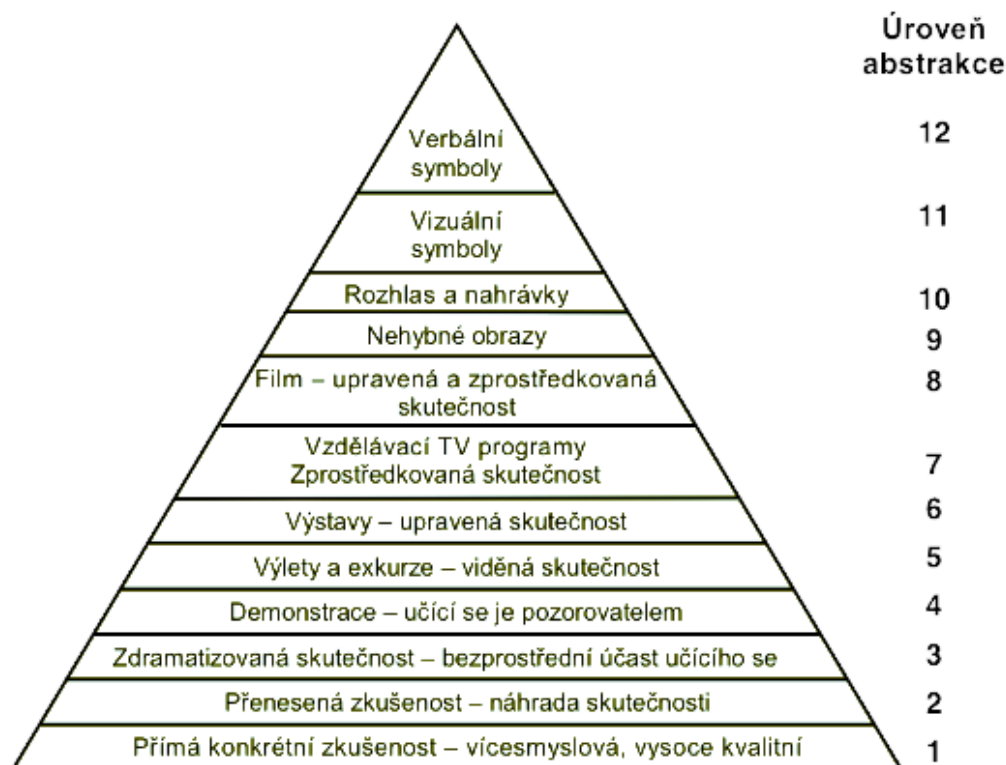 Úroveň
abstrakce
Verbální
symboly
12
Vizuální
symboly
11
Rozhlas a nahrávky
10
Nehybné obrazy
9
Film – upravená a zprostředkovaná
skutečnost
8
Vzdělávací TV programy
Zprostředkovaná skutečnost
7
Výstavy – upravená skutečnost
6
Výlety a exkurze – viděná skutečnost
5
Demonstrace – učící se je pozorovatelem
4
Zdramatizovaná skutečnost – bezprostřední účast učícího se
3
Přenesená zkušenost – náhrada skutečnosti
2
Přímá konkrétní zkušenost – vícesmyslová, vysoce kvalitní
1